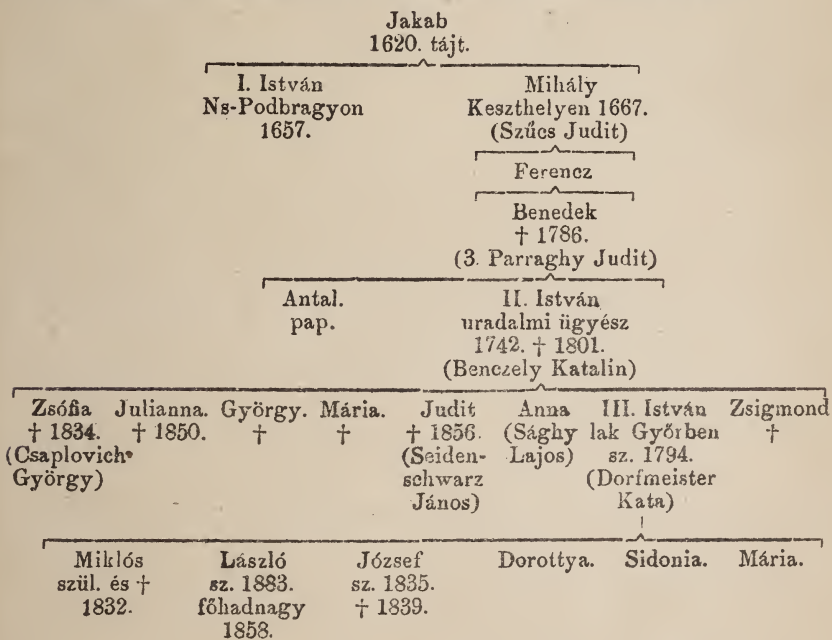 Jakab
1620. tájt.
I. István Mihály
Ns-Podbragyon Keszthelyen 1667.
1657. (Szűcs Judit)
Ferencz
Benedek
† 1786.
(3. Parraghy Judit)
Antal. II. István
pap. uradalmi ügyész
1742. † 1801.
(Benczely Katalin)
Zsófia Julianna. György. Mária. Judit Anna III. István Zsigmond
† 1834. † 1850. † † † 1856. (Sághy lak Győrben †
(Csaplovich (Seiden- Lajos) sz. 1794.
György) schwarz (Dorfmeister
János) Kata)
Miklós László József Dorottya. Sidonia. Mária.
szül. és † sz. 1883. sz. 1835.
1832. főhadnagy † 1839.
1858.